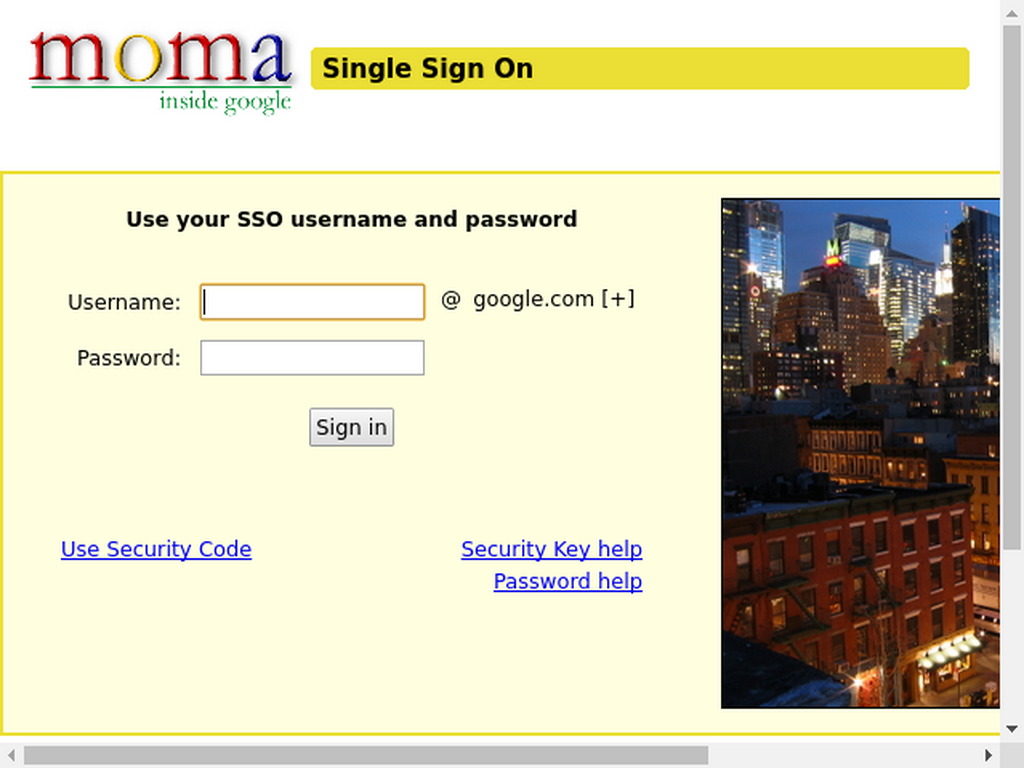 moma
inside google
Single Sign On
Use your SSO username and password
Username: @ google.com [+]
Password:
Sign in
Use Security Code
Security Key help
Password help